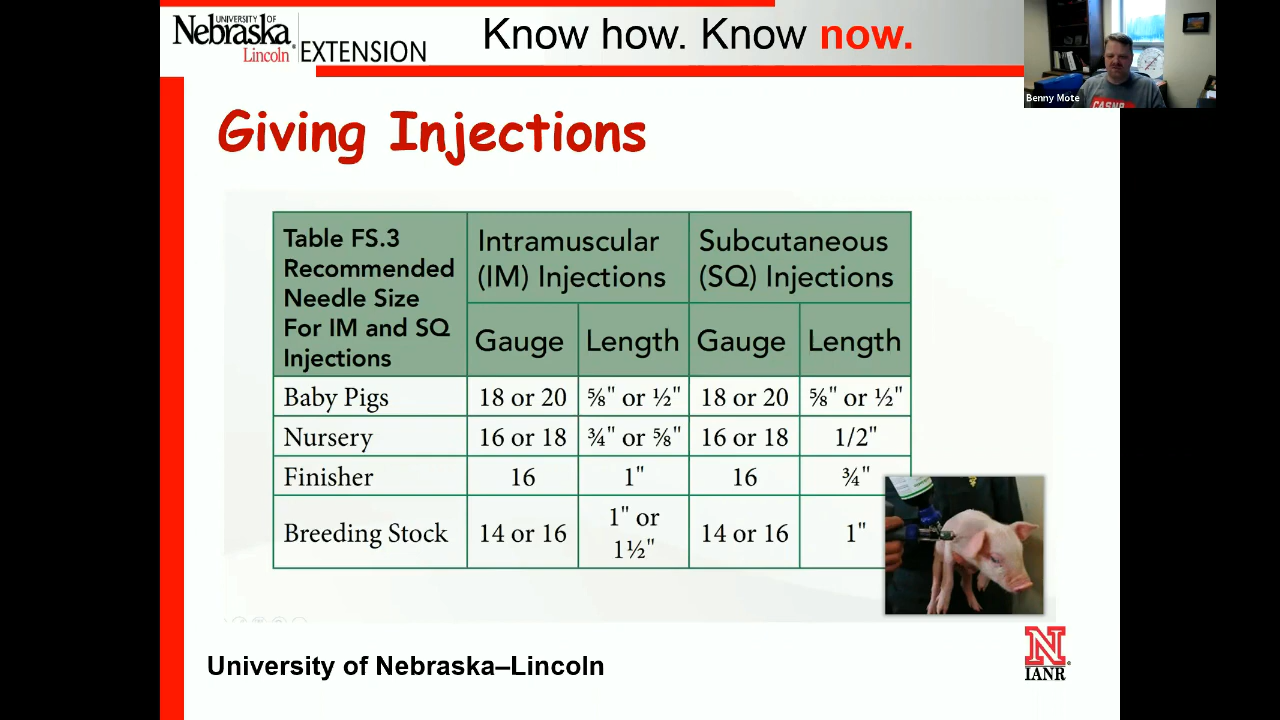 UNIVERSITY OF
Nebraska
Lincoln
EXTENSION
Know how. Know now.
Benny Mote
CASNR
Giving Injections
Table FS.3
Recommended
Needle Size
For IM and SQ
Injections
Intramuscular
(IM) Injections
Subcutaneous
(SQ) Injections
Gauge Length Gauge Length
Baby Pigs 18 or 20 ⅝" or ½" 18 or 20 ⅝" or ½"
Nursery 16 or 18 ¾" or ⅝" 16 or 18 1/2"
Finisher 16 1" 16 ¾"
Breeding Stock 14 or 16 1" or
1½" 14 or 16 1"
University of Nebraska–Lincoln
N
IANR